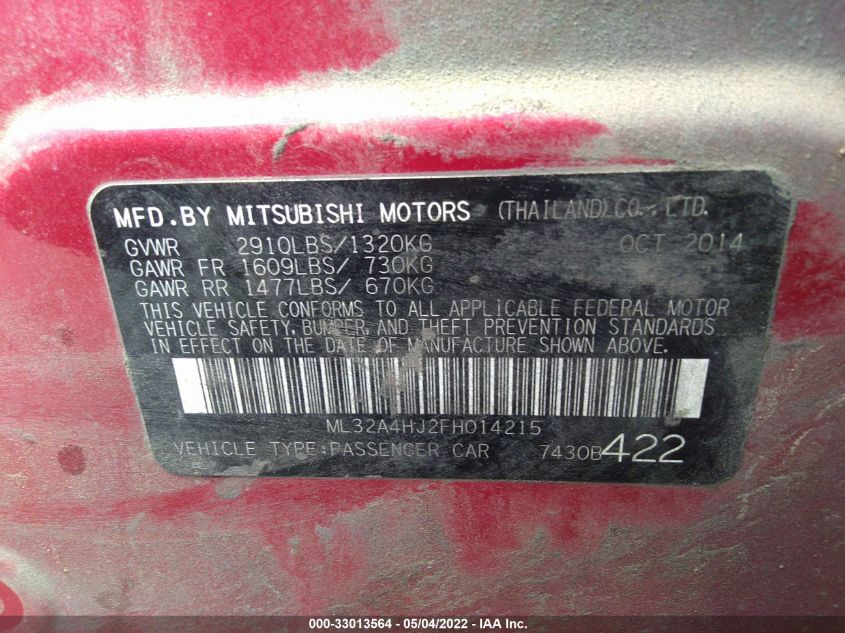 MFD.BY MITSUBISHI MOTORS (THAILAND) CO., LTD.
GVWR 2910LBS/1320KG OCT 2014
GAWR FR 1609LBS/ 730KG
GAWR RR 1477LBS/ 670KG
THIS VEHICLE CONFORMS TO ALL APPLICABLE FEDERAL MOTOR
VEHICLE SAFETY, BUMPER, AND THEFT PREVENTION STANDARDS
IN EFFECT ON THE DATE OF MANUFACTURE SHOWN ABOVE.
ML32A4HJ2FH014215
VEHICLE TYPE:PASSENGER CAR 7430B422
000-33013564 - 05/04/2022 - IAA Inc.